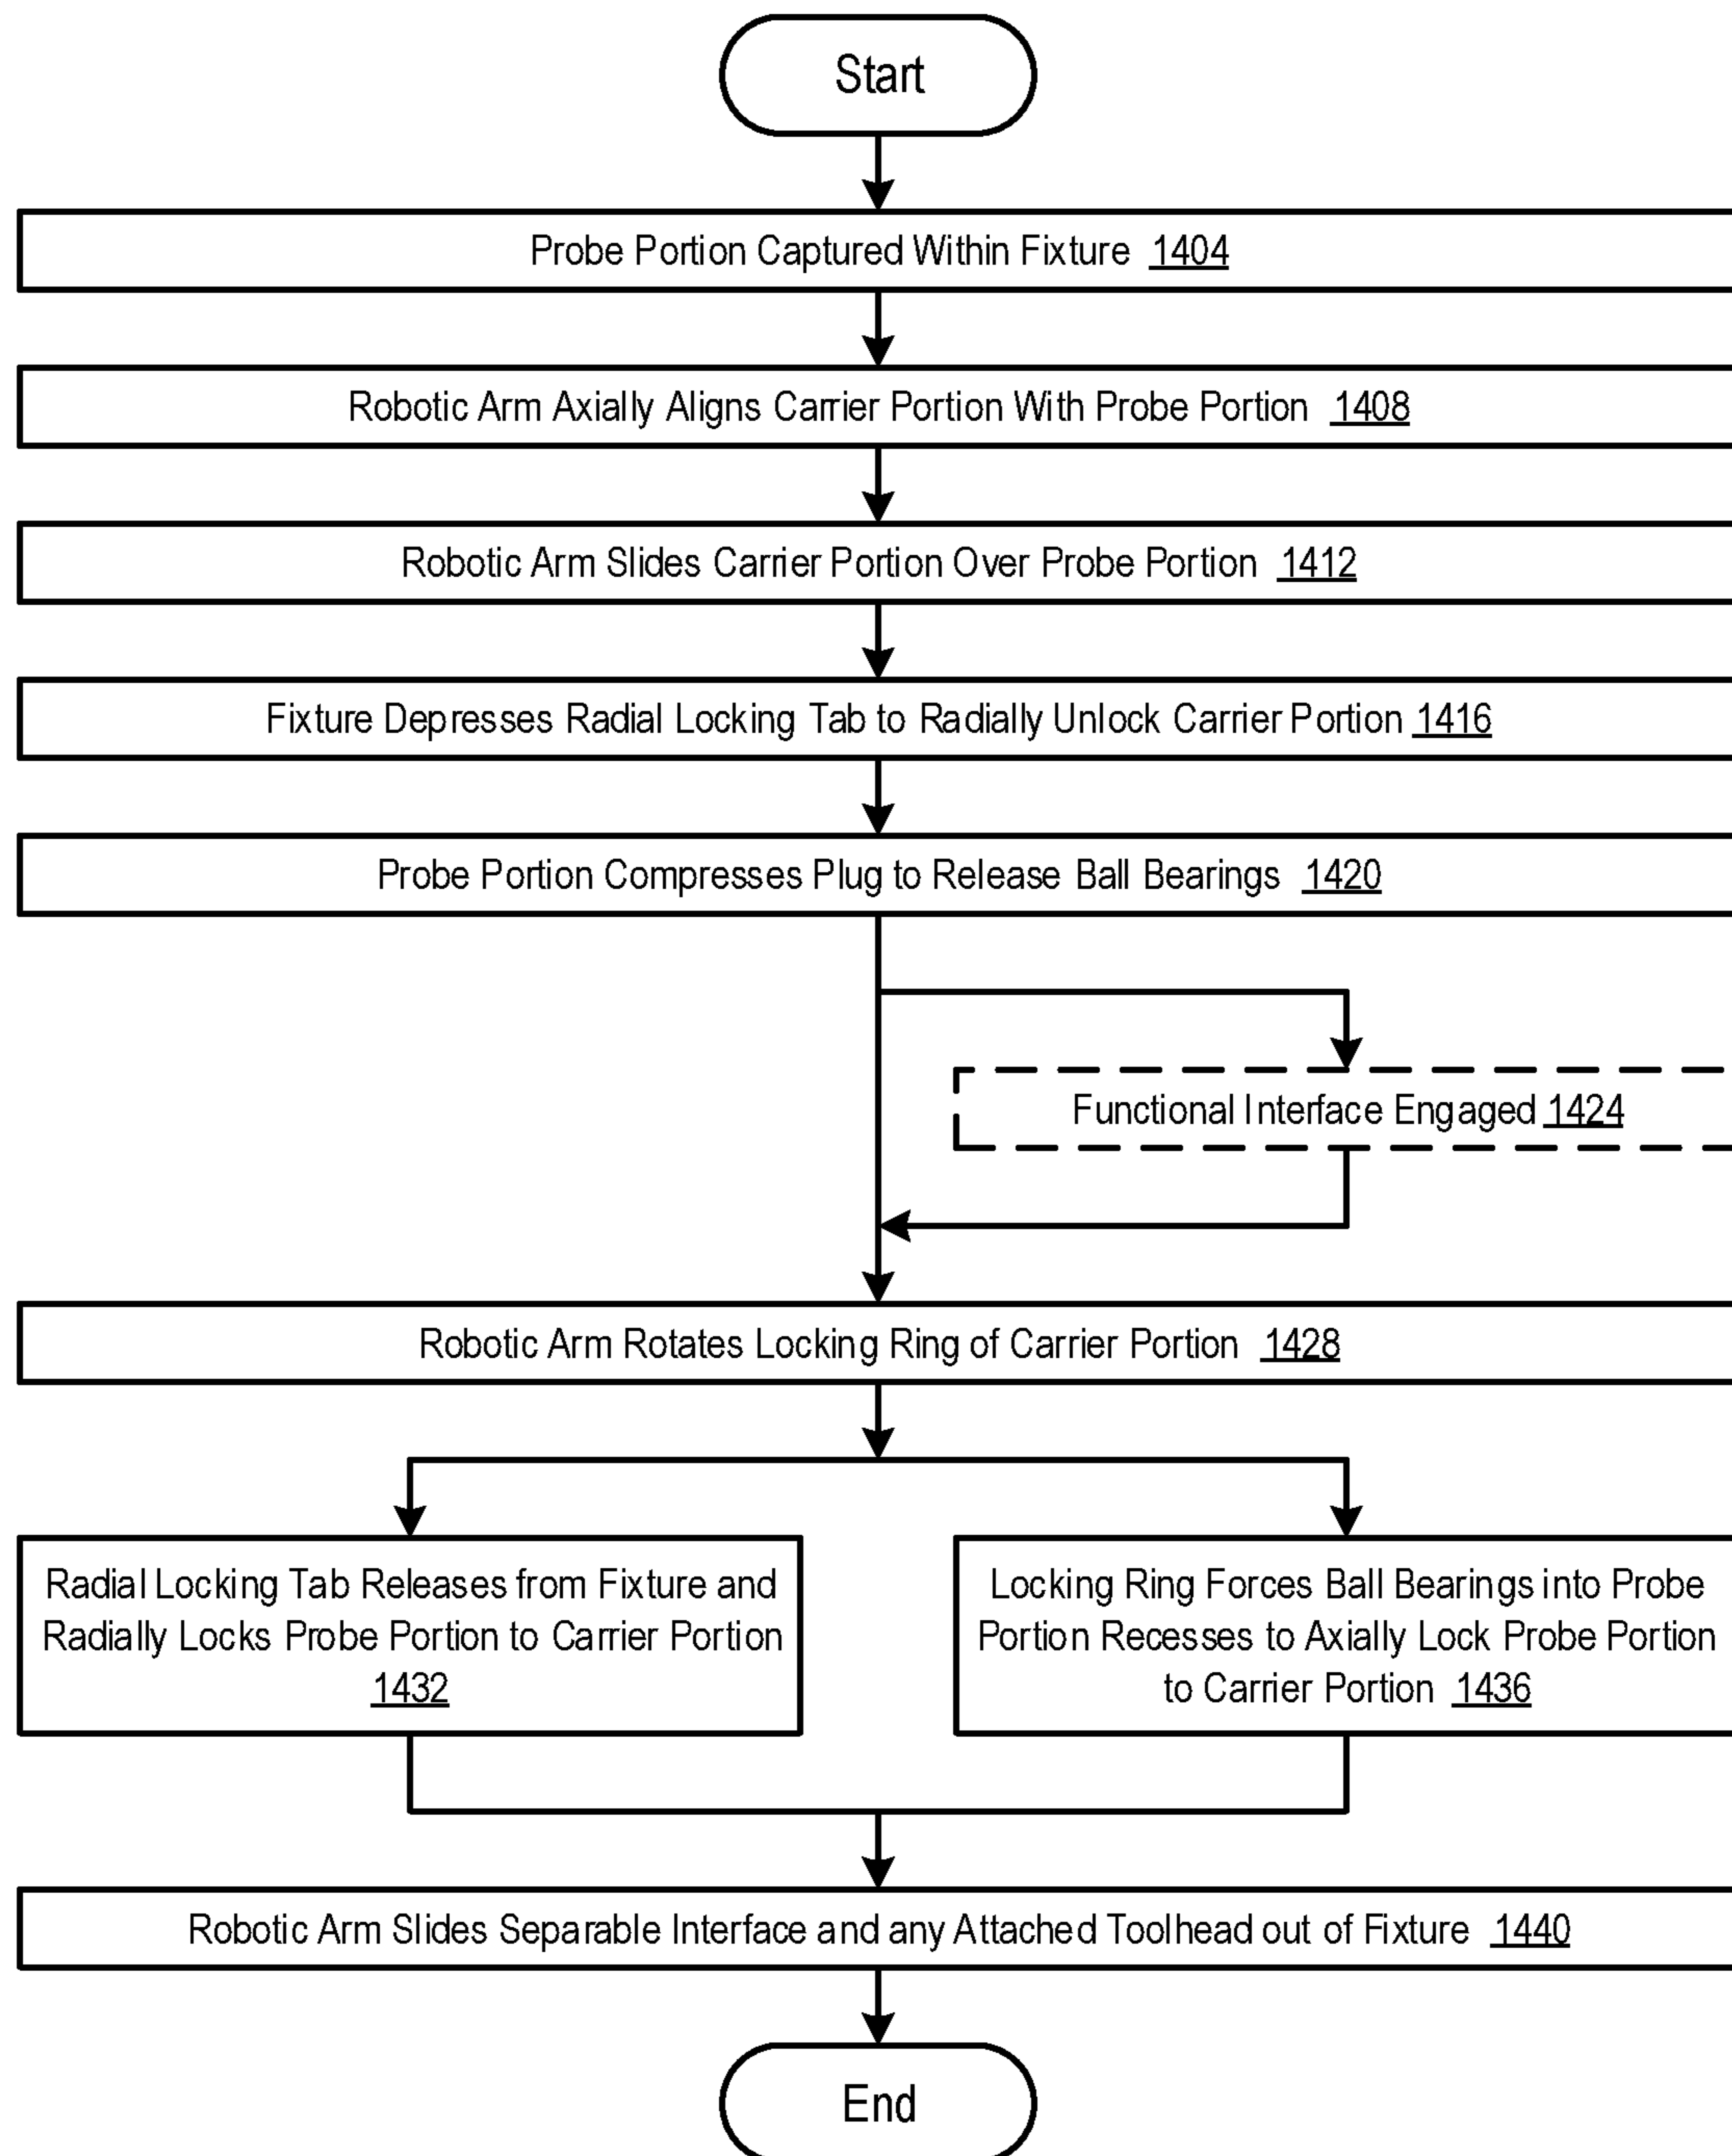 Start
Probe Portion Captured Within Fixture 1404
Robotic Arm Axially Aligns Carrier Portion With Probe Portion 1408
Robotic Arm Slides Carrier Portion Over Probe Portion 1412
Fixture Depresses Radial Locking Tab to Radially Unlock Carrier Portion 1416
Probe Portion Compresses Plug to Release Ball Bearings 1420
Functional Interface Engaged 1424
Robotic Arm Rotates Locking Ring of Carrier Portion 1428
Radial Locking Tab Releases from Fixture and
Radially Locks Probe Portion to Carrier Portion
1432
Locking Ring Forces Ball Bearings into Probe
Portion Recesses to Axially Lock Probe Portion
to Carrier Portion 1436
Robotic Arm Slides Separable Interface and any Attached Toolhead out of Fixture 1440
End